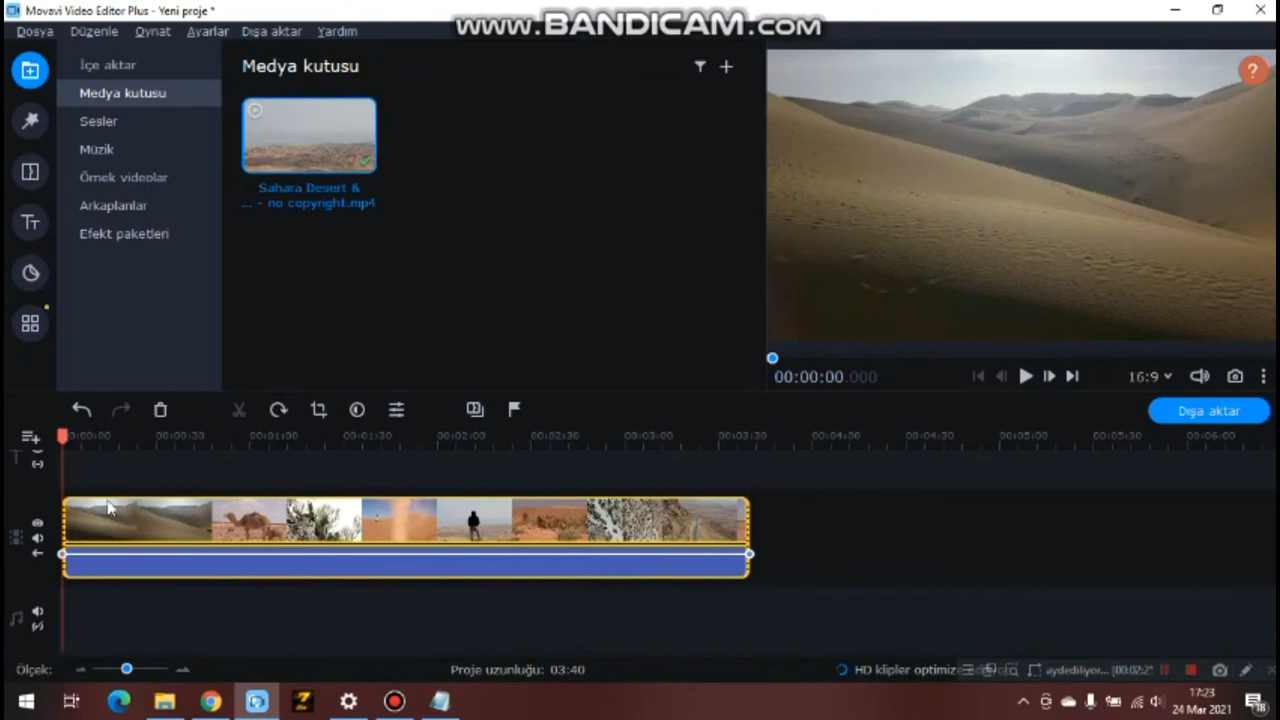 Movavi Video Editor Plus - Yeni proje *
www.BANDICAM.com
Dosya Düzenle Oynat Ayarlar Dışa aktar Yardım
İçe aktar
Medya kutusu
Sesler
Müzik
Örnek videolar
Arkaplanlar
Efekt paketleri
Medya kutusu
Sahara Desert &
... - no copyright.mp4
?
00:00:00.000
16:9
Dışa aktar
0:00:00 00:00:30 00:01:00 00:01:30 00:02:00 00:02:30 00:03:00 00:03:30 00:04:00 00:04:30 00:05:00 00:05:30 00:06:00
Ölçek:
Proje uzunluğu: 03:40
HD klipler optimize
aydediliyor...
17:23
24 Mar 2021